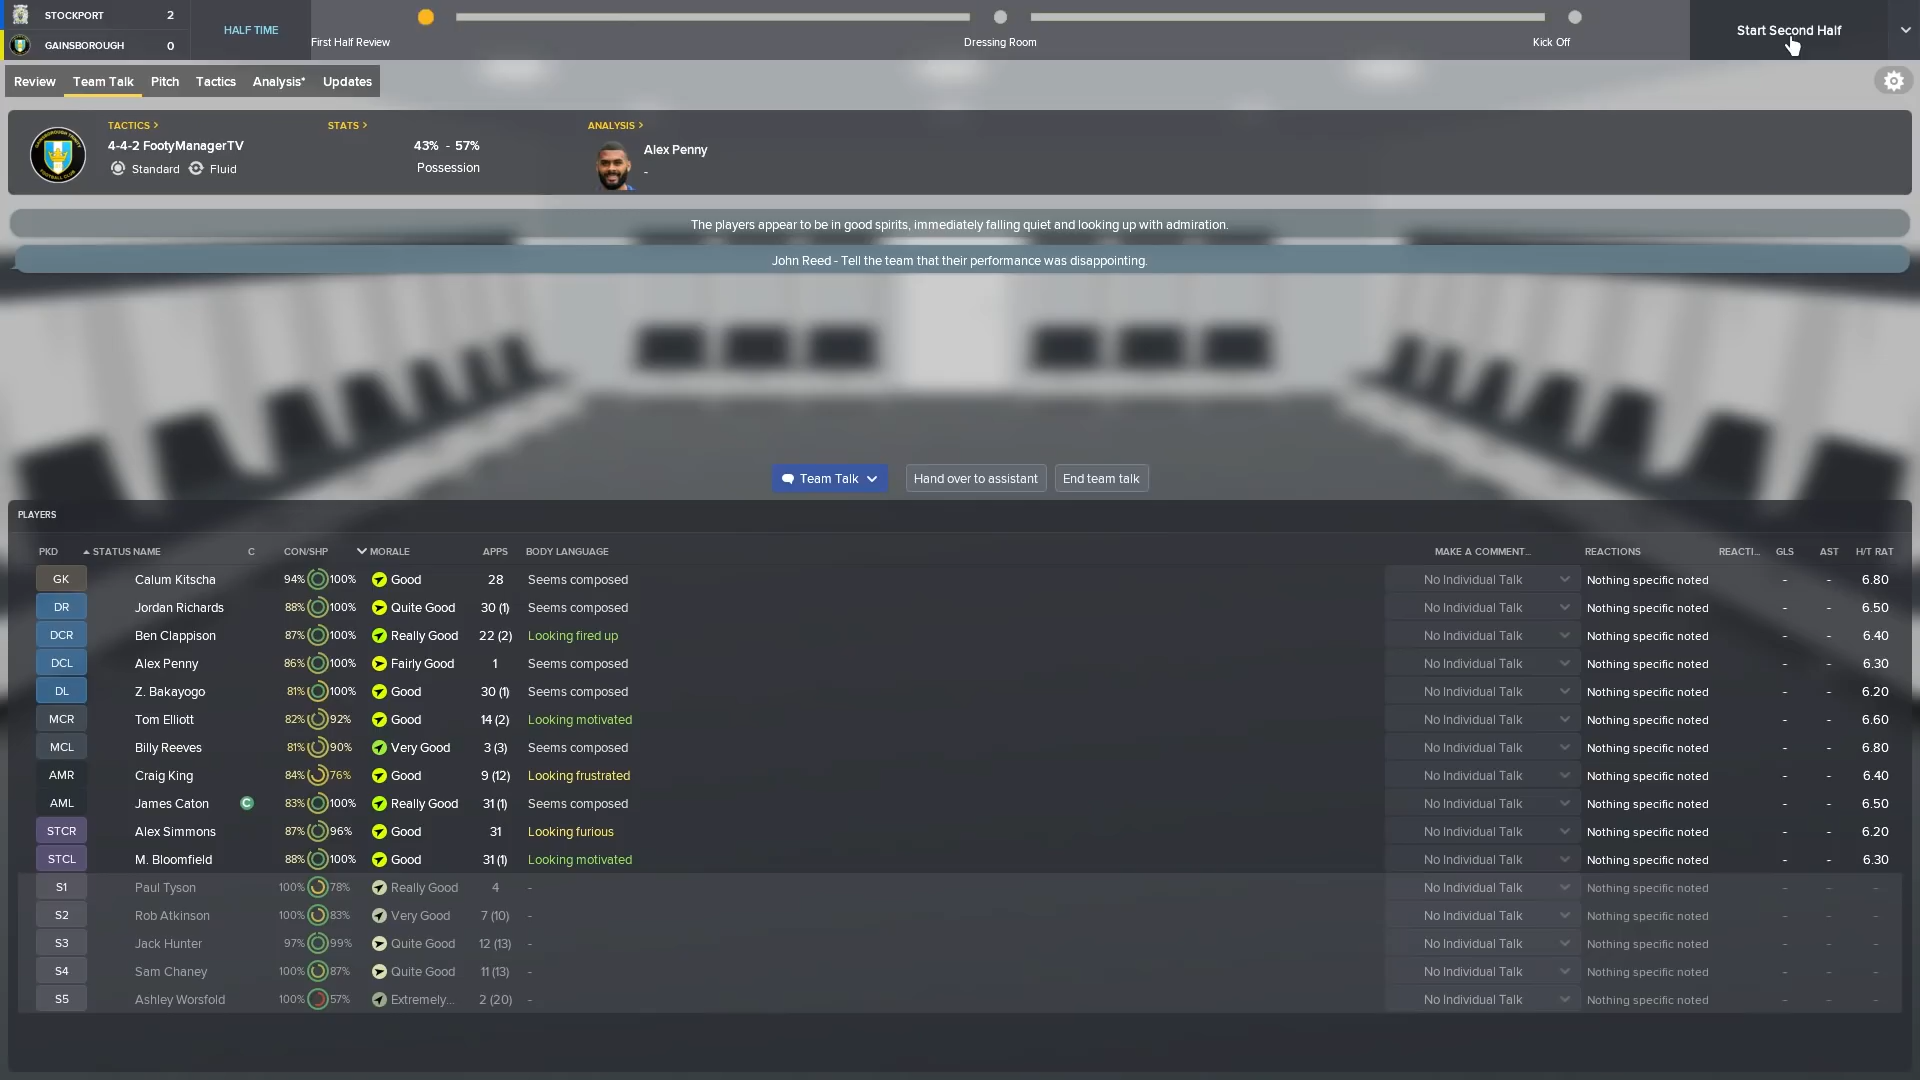 STOCKPORT 2
GAINSBOROUGH 0
HALF TIME
First Half Review
Dressing Room
Kick Off
Start Second Half
Review Team Talk Pitch Tactics Analysis* Updates
TACTICS > STATS > ANALYSIS >
4-4-2 FootyManagerTV 43% - 57% Alex Penny
Standard Fluid Possession -
The players appear to be in good spirits, immediately falling quiet and looking up with admiration.
John Reed - Tell the team that their performance was disappointing.
Team Talk Hand over to assistant End team talk
PLAYERS
PKD STATUS NAME C CON/SHP MORALE APPS BODY LANGUAGE MAKE A COMMENT... REACTIONS REACTI... GLS AST H/T RAT
GK Calum Kitscha 94% 100% Good 28 Seems composed No Individual Talk Nothing specific noted - - 6.80
DR Jordan Richards 88% 100% Quite Good 30 (1) Seems composed No Individual Talk Nothing specific noted - - 6.50
DCR Ben Clappison 87% 100% Really Good 22 (2) Looking fired up No Individual Talk Nothing specific noted - - 6.40
DCL Alex Penny 86% 100% Fairly Good 1 Seems composed No Individual Talk Nothing specific noted - - 6.30
DL Z. Bakayogo 81% 100% Good 30 (1) Seems composed No Individual Talk Nothing specific noted - - 6.20
MCR Tom Elliott 82% 92% Good 14 (2) Looking motivated No Individual Talk Nothing specific noted - - 6.60
MCL Billy Reeves 81% 90% Very Good 3 (3) Seems composed No Individual Talk Nothing specific noted - - 6.80
AMR Craig King 84% 76% Good 9 (12) Looking frustrated No Individual Talk Nothing specific noted - - 6.40
AML James Caton C 83% 100% Really Good 31 (1) Seems composed No Individual Talk Nothing specific noted - - 6.50
STCR Alex Simmons 87% 96% Good 31 Looking furious No Individual Talk Nothing specific noted - - 6.20
STCL M. Bloomfield 88% 100% Good 31 (1) Looking motivated No Individual Talk Nothing specific noted - - 6.30
S1 Paul Tyson 100% 78% Really Good 4 - No Individual Talk Nothing specific noted - - -
S2 Rob Atkinson 100% 83% Very Good 7 (10) - No Individual Talk Nothing specific noted - - -
S3 Jack Hunter 97% 99% Quite Good 12 (13) - No Individual Talk Nothing specific noted - - -
S4 Sam Chaney 100% 87% Quite Good 11 (13) - No Individual Talk Nothing specific noted - - -
S5 Ashley Worsfold 100% 57% Extremely... 2 (20) - No Individual Talk Nothing specific noted - - -